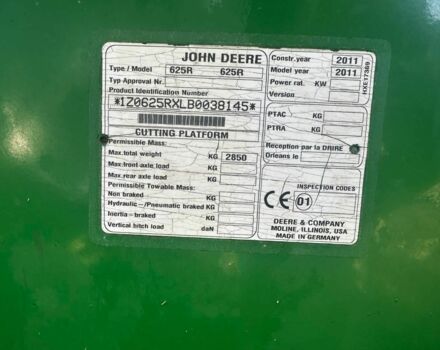 JOHN DEERE
Type / Model 625R 625R
Typ Approval Nr.
Product Identification Number
*1Z0625RXLB0038145*
CUTTING PLATFORM
Permissible Mass:
Max.total weight KG 2850
Max.front axle load KG
Max.rear axle load KG
Permissible Towable Mass:
Non braked KG
Hydraulic -/Pneumatic braked KG
Inertia - braked KG
Vertical hitch load daN
Constr.year 2011
Model year 2011
Power rat. KW
Version
PTAC KG
PTRA KG
Reception par la DRIRE
Orleans le
INSPECTION CODES
CE 01
DEERE & COMPANY
MOLINE, ILLINOIS, USA
MADE IN GERMANY
HXE17369